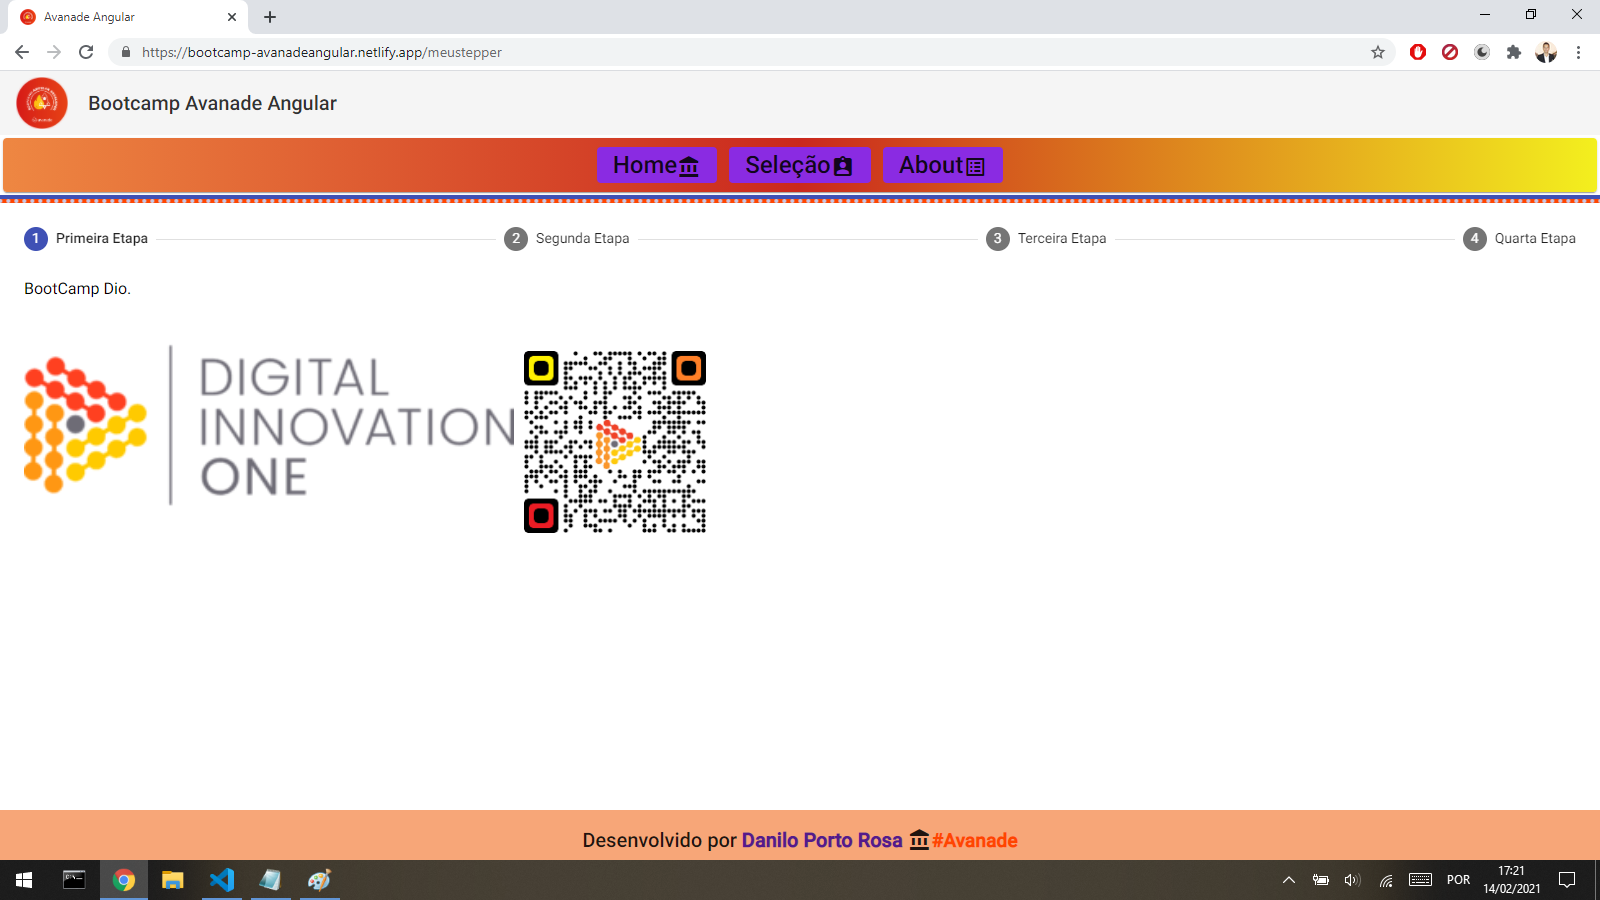 Avanade Angular
https://bootcamp-avanadeangular.netlify.app/meustepper
Bootcamp Avanade Angular
Home Seleção About
1 Primeira Etapa 2 Segunda Etapa 3 Terceira Etapa 4 Quarta Etapa
BootCamp Dio.
DIGITAL
INNOVATION
ONE
Desenvolvido por Danilo Porto Rosa #Avanade
POR
17:21
14/02/2021